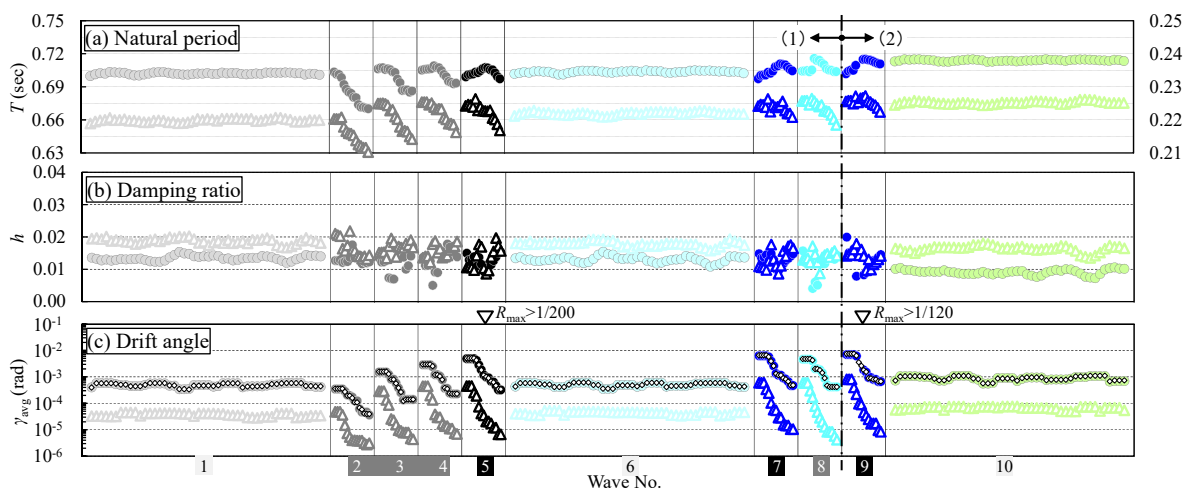 (a) Natural period
T (sec)
0.75
0.72
0.69
0.66
0.63
0.25
0.24
0.23
0.22
0.21
(1)
(2)
(b) Damping ratio
h
0.04
0.03
0.02
0.01
0.00
Rmax>1/200
Rmax>1/120
(c) Drift angle
γavg (rad)
10-1
10-2
10-3
10-4
10-5
10-6
1 2 3 4 5 6 7 8 9 10
Wave No.